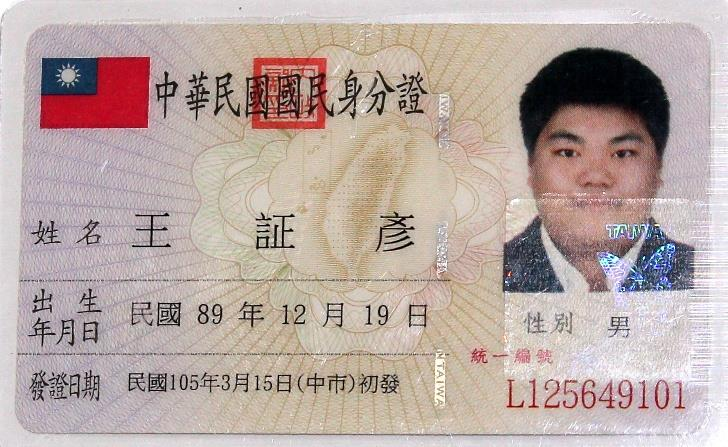 中華民國國民身分證
姓名 王証彥
出生年月日 民國 89 年 12 月 19 日
性別 男
統一編號
發證日期 民國105年3月15日(中市)初發
L125649101
TAIWAN
NTAIWA